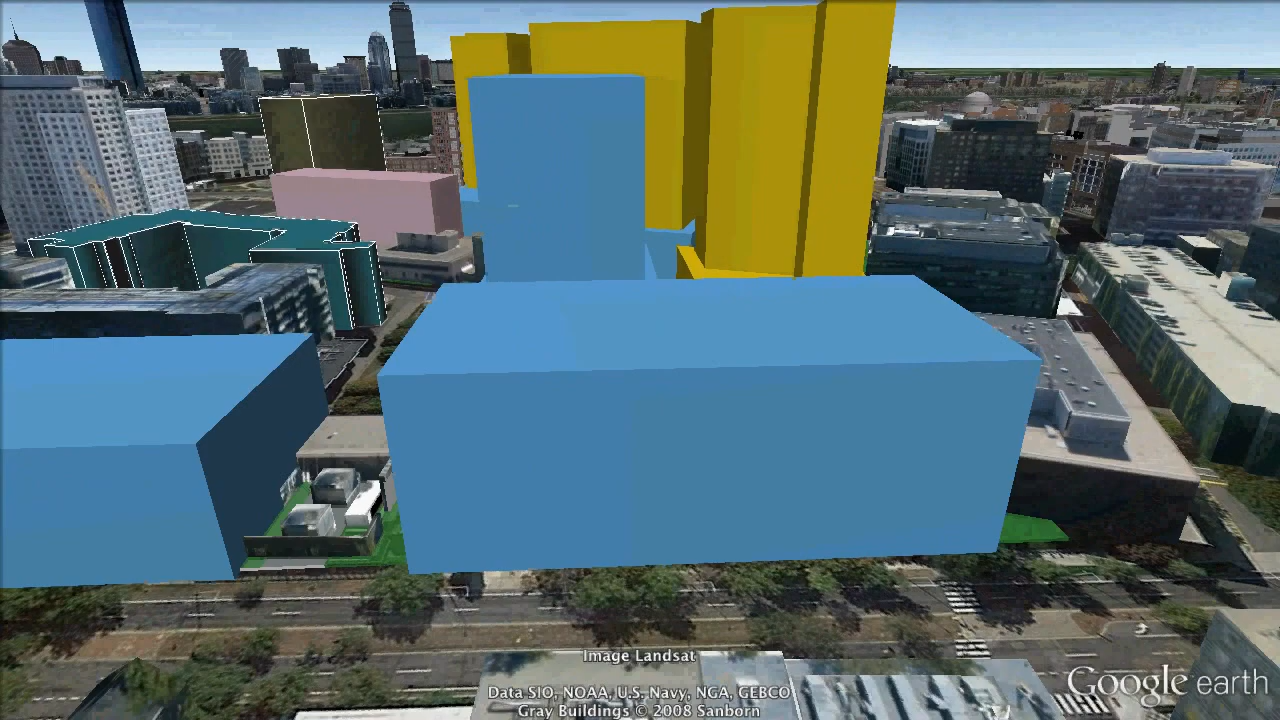 Image Landsat
Google earth
Data SIO, NOAA, U.S. Navy, NGA, GEBCO
Gray Buildings © 2008 Sanborn